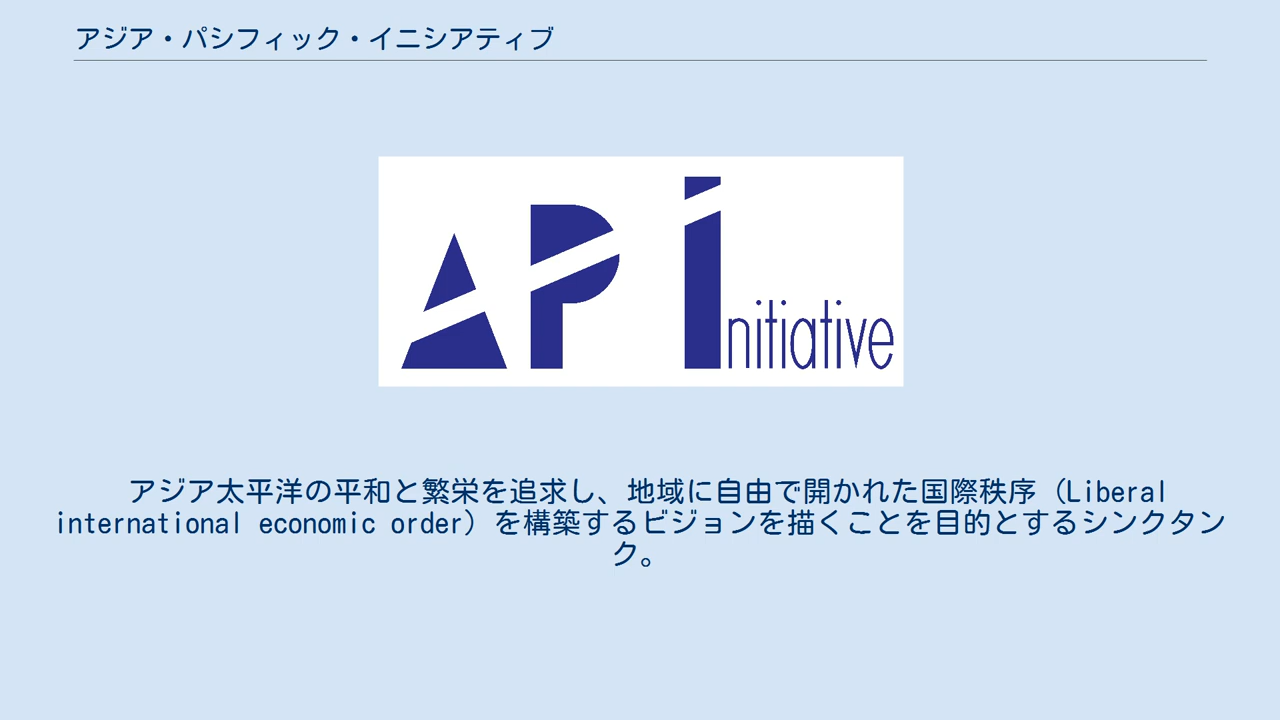 アジア・パシフィック・イニシアティブ
API nitiative
アジア太平洋の平和と繁栄を追求し、地域に自由で開かれた国際秩序（Liberal
international economic order）を構築するビジョンを描くことを目的とするシンクタン
ク。